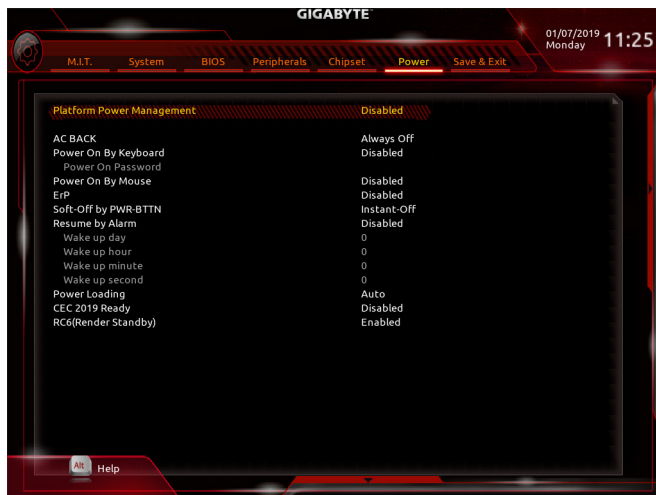 GIGABYTE™
01/07/2019 11:25
Monday
M.I.T. System BIOS Peripherals Chipset Power Save & Exit
Platform Power Management Disabled
AC BACK Always Off
Power On By Keyboard Disabled
Power On Password
Power On By Mouse Disabled
ErP Disabled
Soft-Off by PWR-BTTN Instant-Off
Resume by Alarm Disabled
Wake up day 0
Wake up hour 0
Wake up minute 0
Wake up second 0
Power Loading Auto
CEC 2019 Ready Disabled
RC6(Render Standby) Enabled
Alt Help